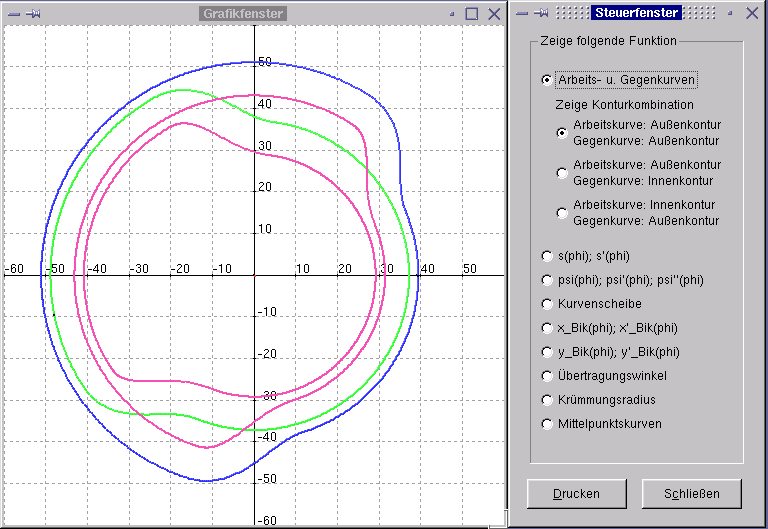 Grafikfenster
50
40
30
20
10
-60 -50 -40 -30 -20 -10 10 20 30 40 50
-10
-20
-30
-40
-50
-60
Steuerfenster
Zeige folgende Funktion
Arbeits- u. Gegenkurven
Zeige Konturkombination
Arbeitskurve: Außenkontur
Gegenkurve: Außenkontur
Arbeitskurve: Außenkontur
Gegenkurve: Innenkontur
Arbeitskurve: Innenkontur
Gegenkurve: Außenkontur
s(phi); s'(phi)
psi(phi); psi'(phi); psi''(phi)
Kurvenscheibe
x_Bik(phi); x'_Bik(phi)
y_Bik(phi); y'_Bik(phi)
Übertragungswinkel
Krümmungsradius
Mittelpunktskurven
Drucken
Schließen